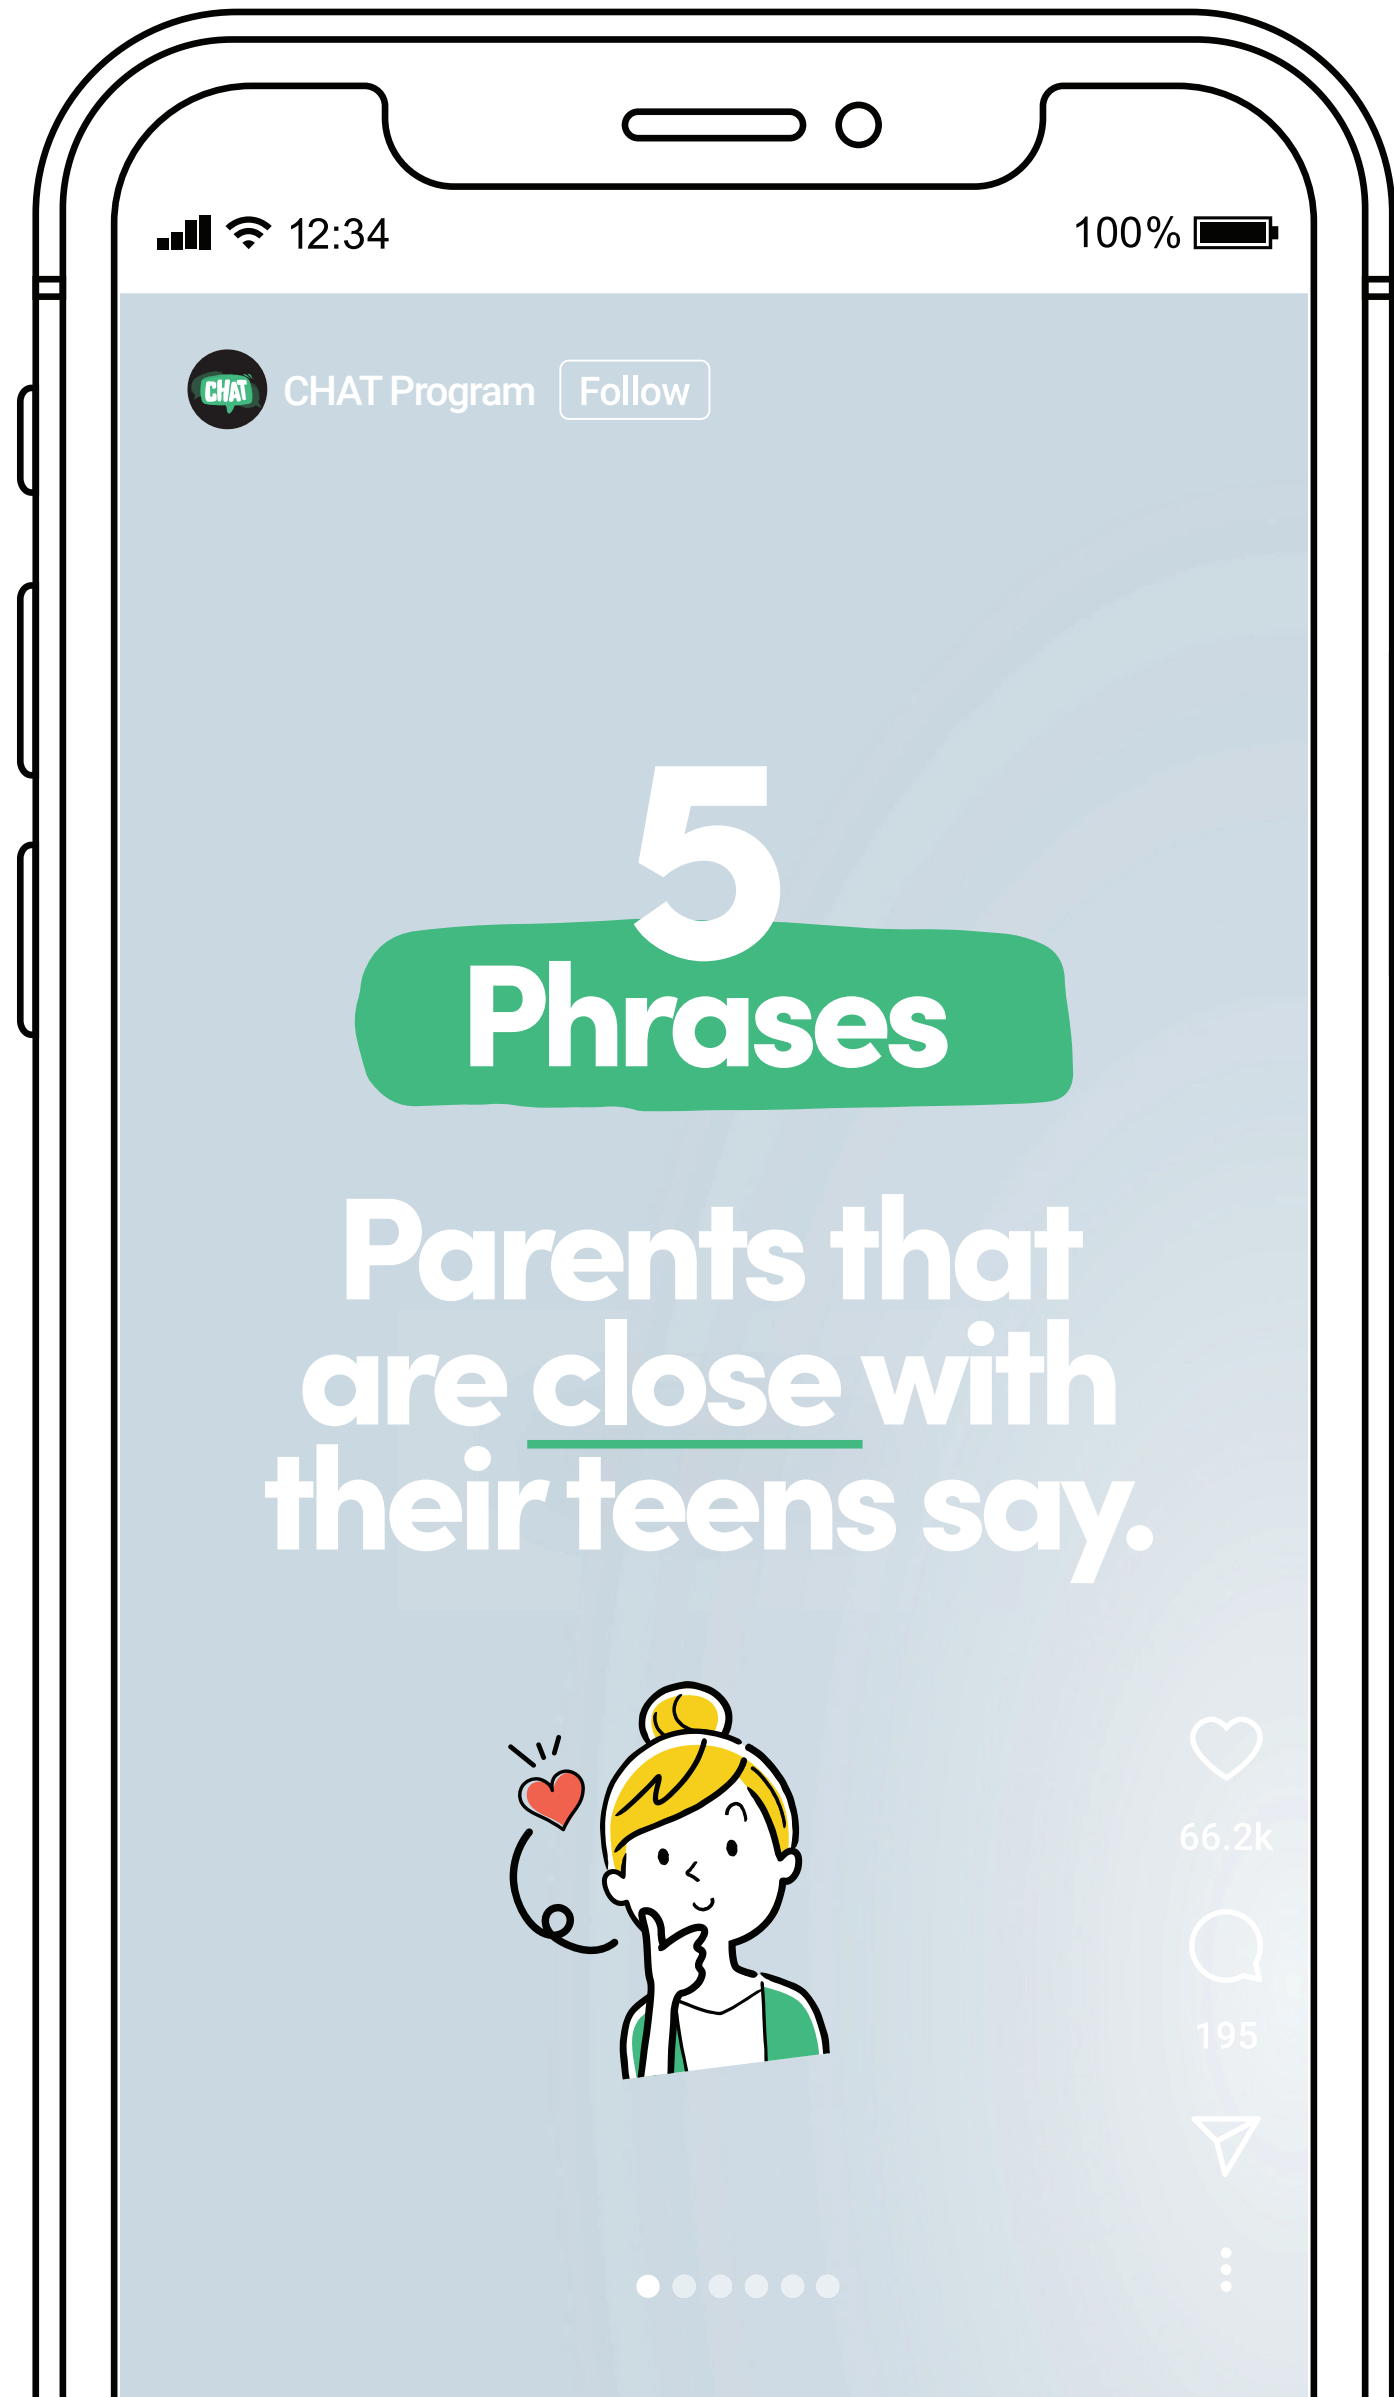 12:34
100%
CHAT
CHAT Program
Follow
5
Phrases
Parents that
are close with
their teens say.
66.2k
195